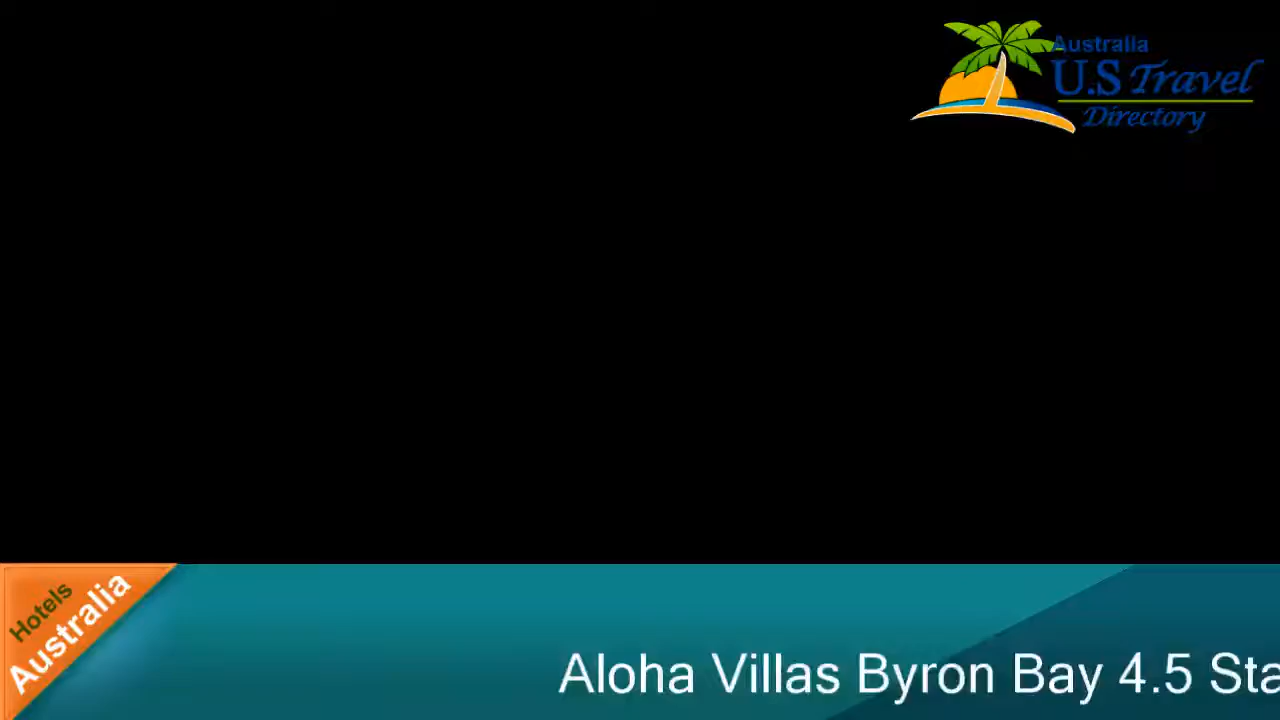 Australia
U.S Travel
Directory
Hotels
Australia
Aloha Villas Byron Bay 4.5 Sta